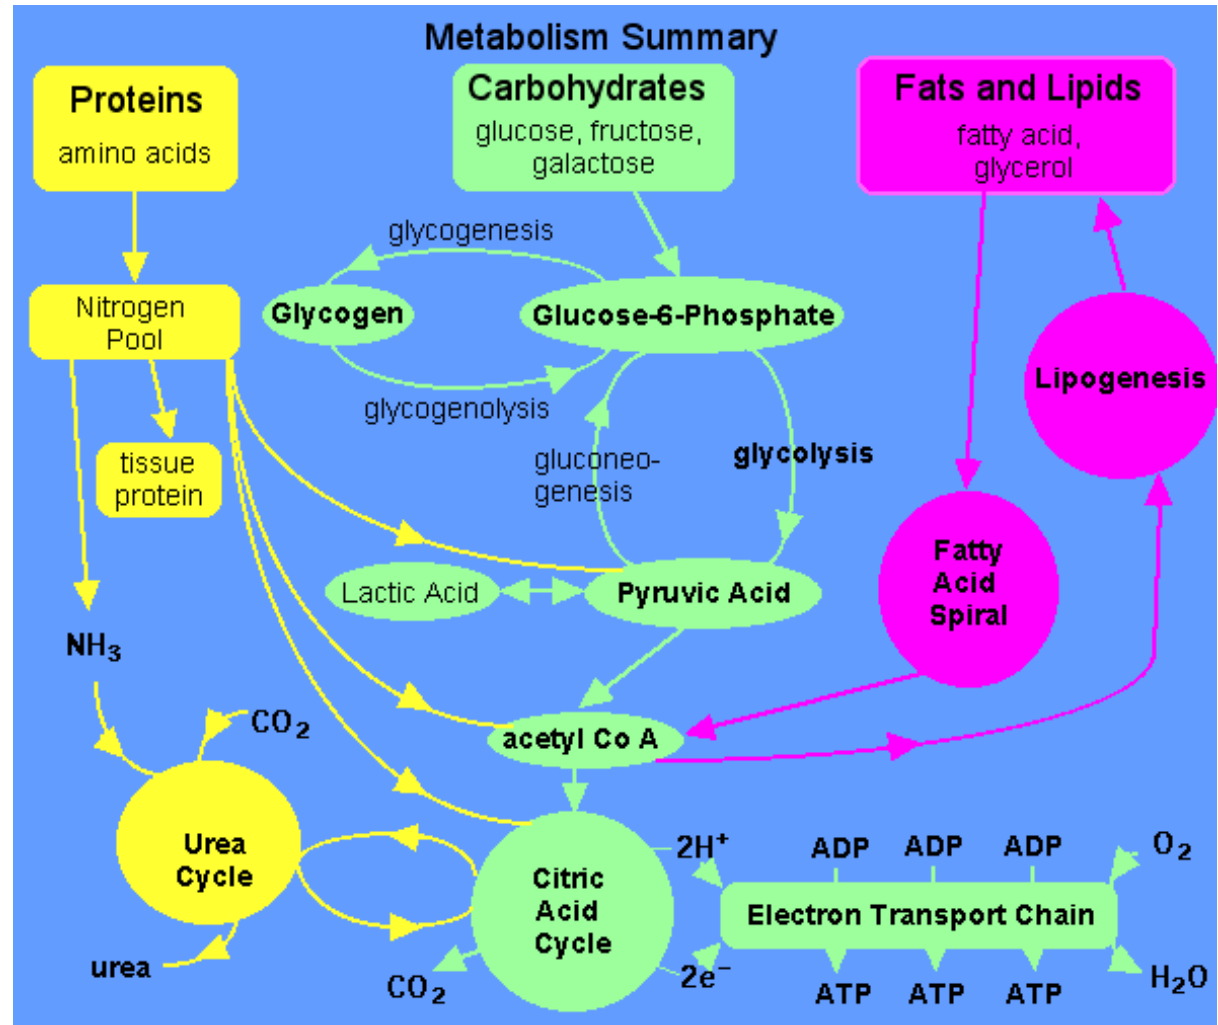 Metabolism Summary
Proteins
amino acids
Carbohydrates
glucose, fructose,
galactose
Fats and Lipids
fatty acid,
glycerol
glycogenesis
Nitrogen
Pool
Glycogen
Glucose-6-Phosphate
Lipogenesis
glycogenolysis
tissue
protein
gluconeo-
genesis
glycolysis
Fatty
Acid
Spiral
Lactic Acid
Pyruvic Acid
NH₃
CO₂
acetyl Co A
Urea
Cycle
Citric
Acid
Cycle
2H⁺
2e⁻
ADP ADP ADP
O₂
Electron Transport Chain
urea
CO₂
ATP ATP ATP
H₂O